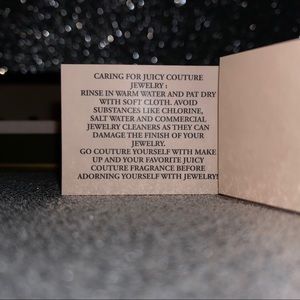 CARING FOR JUICY COUTURE
JEWELRY :
RINSE IN WARM WATER AND PAT DRY
WITH SOFT CLOTH. AVOID
SUBSTANCES LIKE CHLORINE,
SALT WATER AND COMMERCIAL
JEWELRY CLEANERS AS THEY CAN
DAMAGE THE FINISH OF YOUR
JEWELRY.
GO COUTURE YOURSELF WITH MAKE
UP AND YOUR FAVORITE JUICY
COUTURE FRAGRANCE BEFORE
ADORNING YOURSELF WITH JEWELRY!